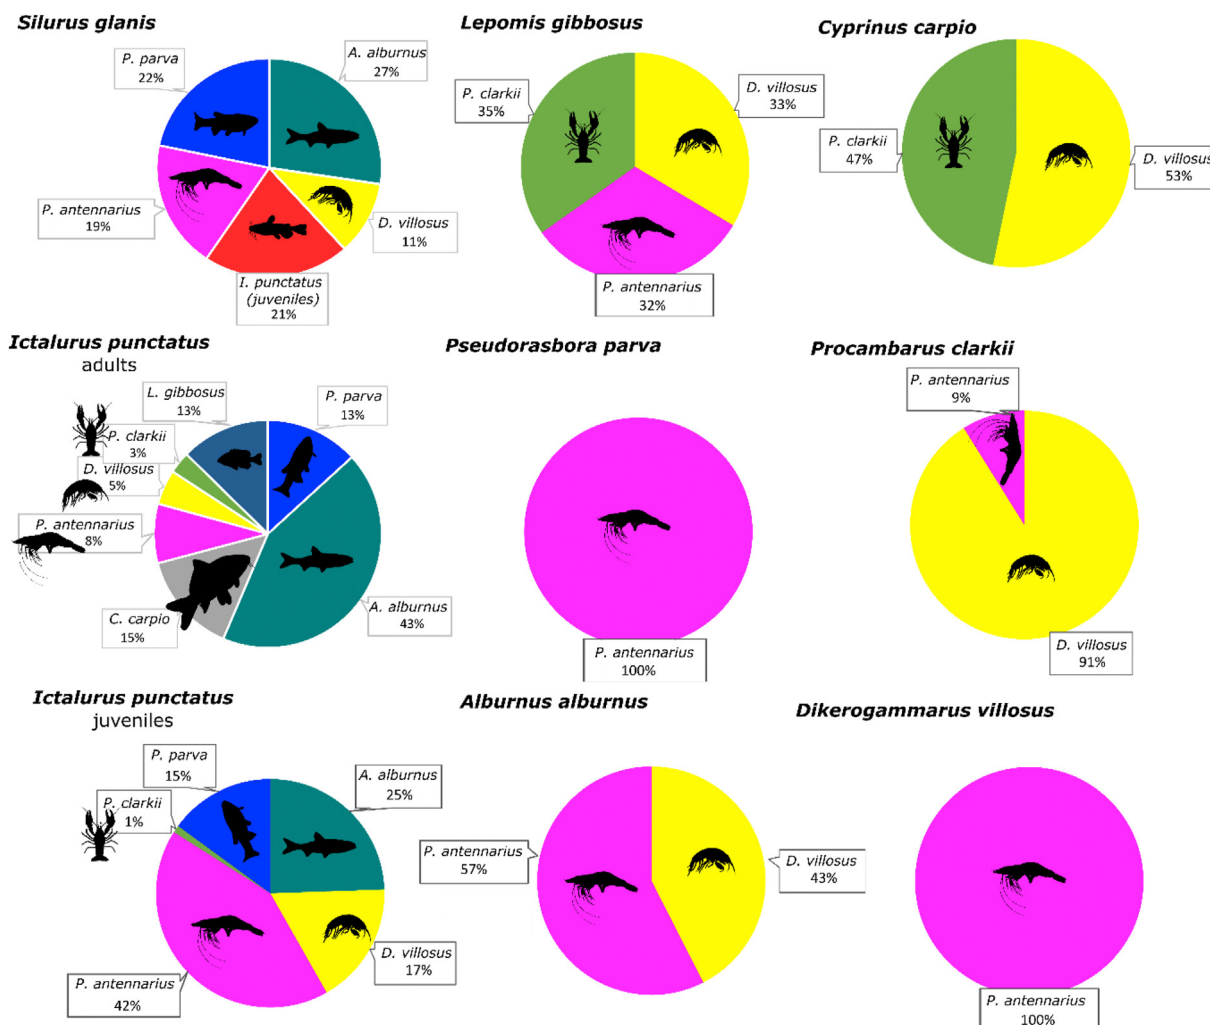 Silurus glanis
P. parva
22%
A. alburnus
27%
P. antennarius
19%
D. villosus
11%
I. punctatus
(juveniles)
21%
Lepomis gibbosus
P. clarkii
35%
D. villosus
33%
P. antennarius
32%
Cyprinus carpio
P. clarkii
47%
D. villosus
53%
Ictalurus punctatus
adults
L. gibbosus
13%
P. parva
13%
P. clarkii
3%
D. villosus
5%
P. antennarius
8%
C. carpio
15%
A. alburnus
43%
Pseudorasbora parva
P. antennarius
100%
Procambarus clarkii
P. antennarius
9%
D. villosus
91%
Ictalurus punctatus
juveniles
P. parva
15%
A. alburnus
25%
P. clarkii
1%
D. villosus
17%
P. antennarius
42%
Alburnus alburnus
P. antennarius
57%
D. villosus
43%
Dikerogammarus villosus
P. antennarius
100%